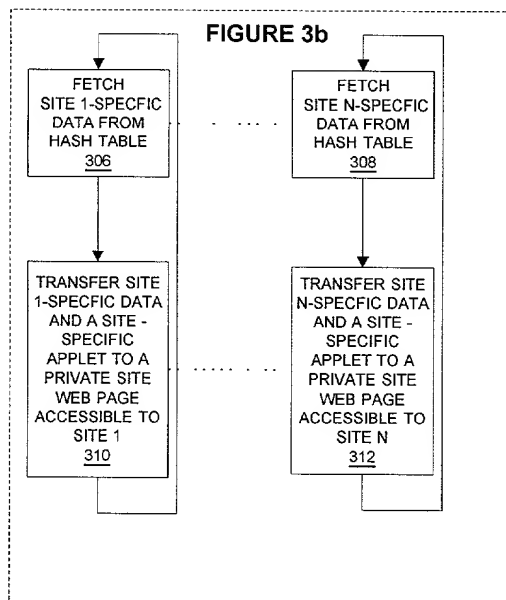 FIGURE 3b
FETCH
SITE 1-SPECFIC
DATA FROM
HASH TABLE
306
FETCH
SITE N-SPECFIC
DATA FROM
HASH TABLE
308
TRANSFER SITE
1-SPECFIC DATA
AND A SITE -
SPECIFIC
APPLET TO A
PRIVATE SITE
WEB PAGE
ACCESSIBLE TO
SITE 1
310
TRANSFER SITE
N-SPECFIC DATA
AND A SITE -
SPECIFIC
APPLET TO A
PRIVATE SITE
WEB PAGE
ACCESSIBLE TO
SITE N
312